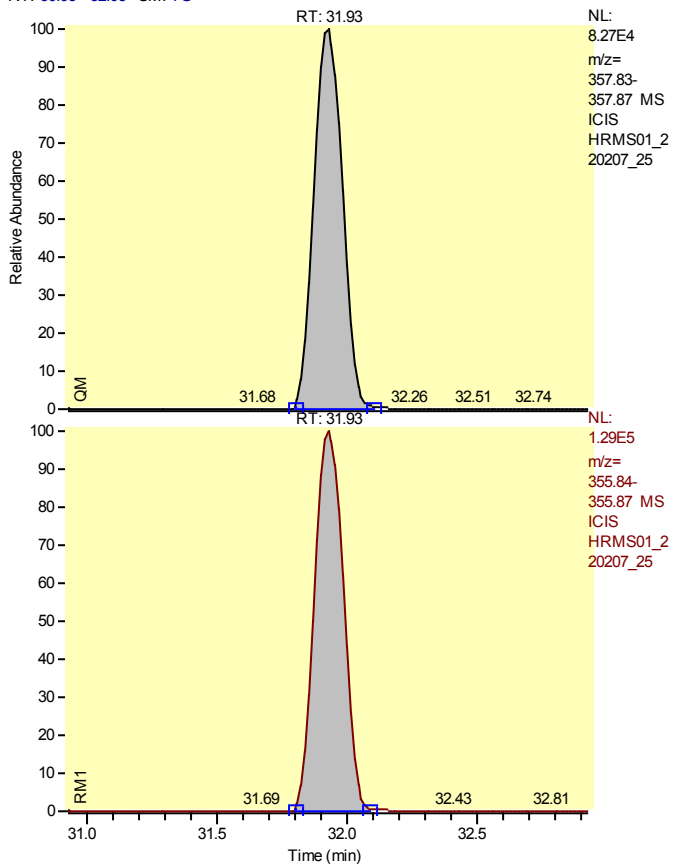 RT: 31.93
NL:
8.27E4
m/z=
357.83-
357.87 MS
ICIS
HRMS01_2
20207_25
100
90
80
70
60
50
40
30
20
10
0
Relative Abundance
QM
31.68
32.26
32.51
32.74
RT: 31.93
NL:
1.29E5
m/z=
355.84-
355.87 MS
ICIS
HRMS01_2
20207_25
100
90
80
70
60
50
40
30
20
10
0
RM1
31.69
32.43
32.81
31.0
31.5
32.0
32.5
Time (min)